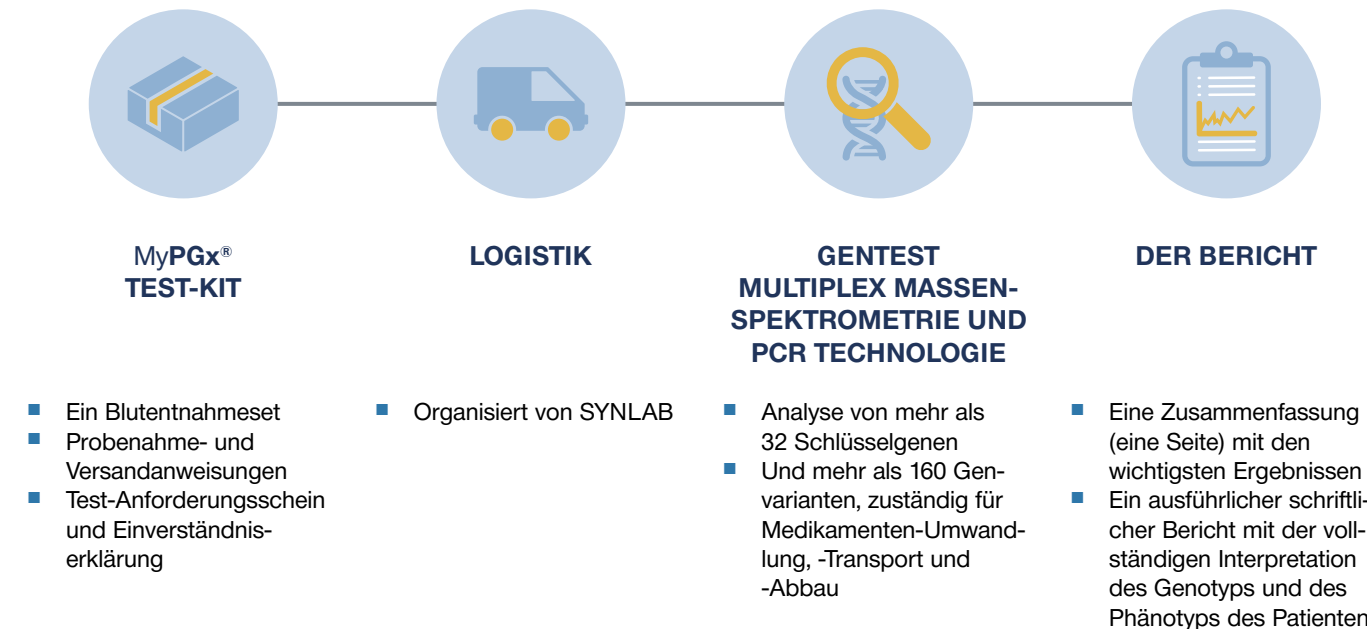 MyPGx®
TEST-KIT
LOGISTIK
GENTEST
MULTIPLEX MASSEN-
SPEKTROMETRIE UND
PCR TECHNOLOGIE
DER BERICHT
Ein Blutentnahmeset
Probenahme- und
Versandanweisungen
Test-Anforderungsschein
und Einverständnis-
erklärung
Organisiert von SYNLAB
Analyse von mehr als
32 Schlüsselgenen
Und mehr als 160 Gen-
varianten, zuständig für
Medikamenten-Umwand-
lung, -Transport und
-Abbau
Eine Zusammenfassung
(eine Seite) mit den
wichtigsten Ergebnissen
Ein ausführlicher schriftli-
cher Bericht mit der voll-
ständigen Interpretation
des Genotyps und des
Phänotyps des Patienten